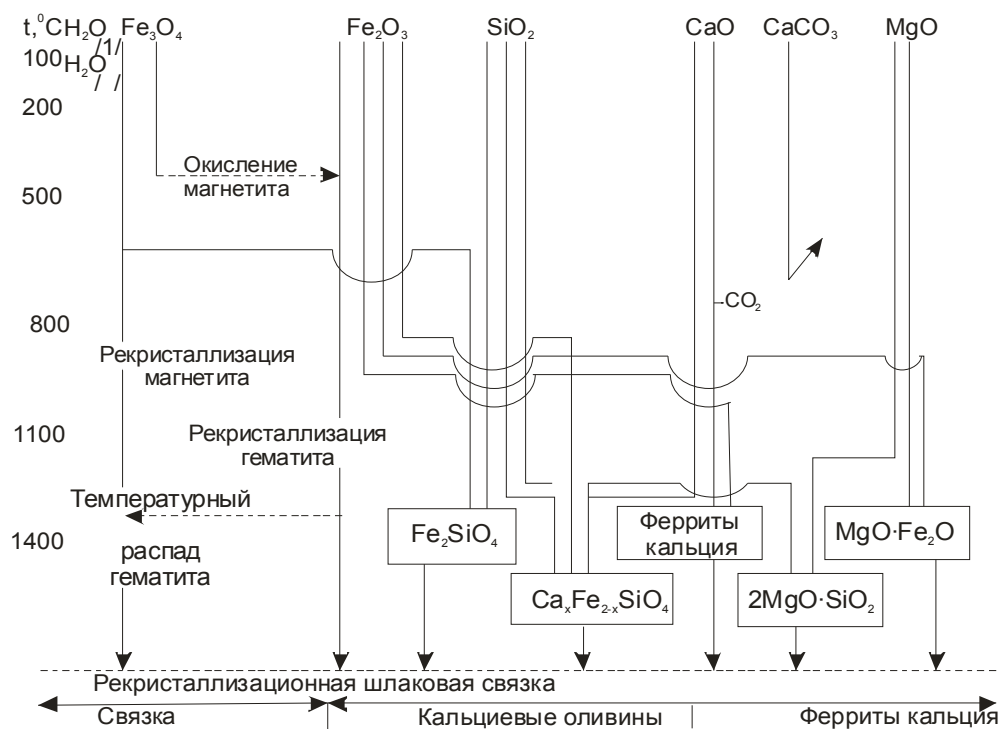 t,⁰C H₂O Fe₃O₄ Fe₂O₃ SiO₂ CaO CaCO₃ MgO
/1/
100 H₂O
/ /
200
Окисление
магнетита
500
CO₂
800
Рекристаллизация
магнетита
1100
Рекристаллизация
гематита
Температурный
1400
распад
гематита
Fe₂SiO₄
Ферриты
кальция
MgO·Fe₂O
CaₓFe₂₋ₓSiO₄
2MgO·SiO₂
Рекристаллизационная шлаковая связка
Связка Кальциевые оливины Ферриты кальция